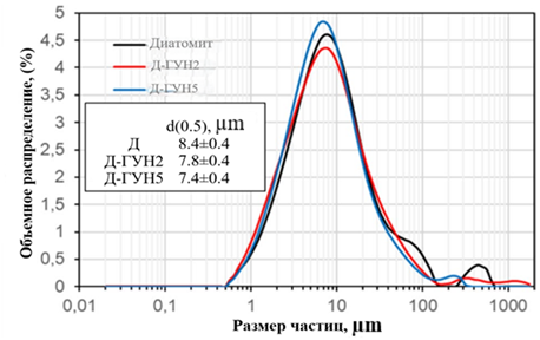 5
4,5
4
3,5
3
2,5
2
1,5
1
0,5
0
Объемное распределение, (%)
Диатомит
Д-ГУН2
Д-ГУН5
d(0.5), µm
Д 8.4±0.4
Д-ГУН2 7.8±0.4
Д-ГУН5 7.4±0.4
0,01 0,1 1 10 100 1000
Размер частиц, µm